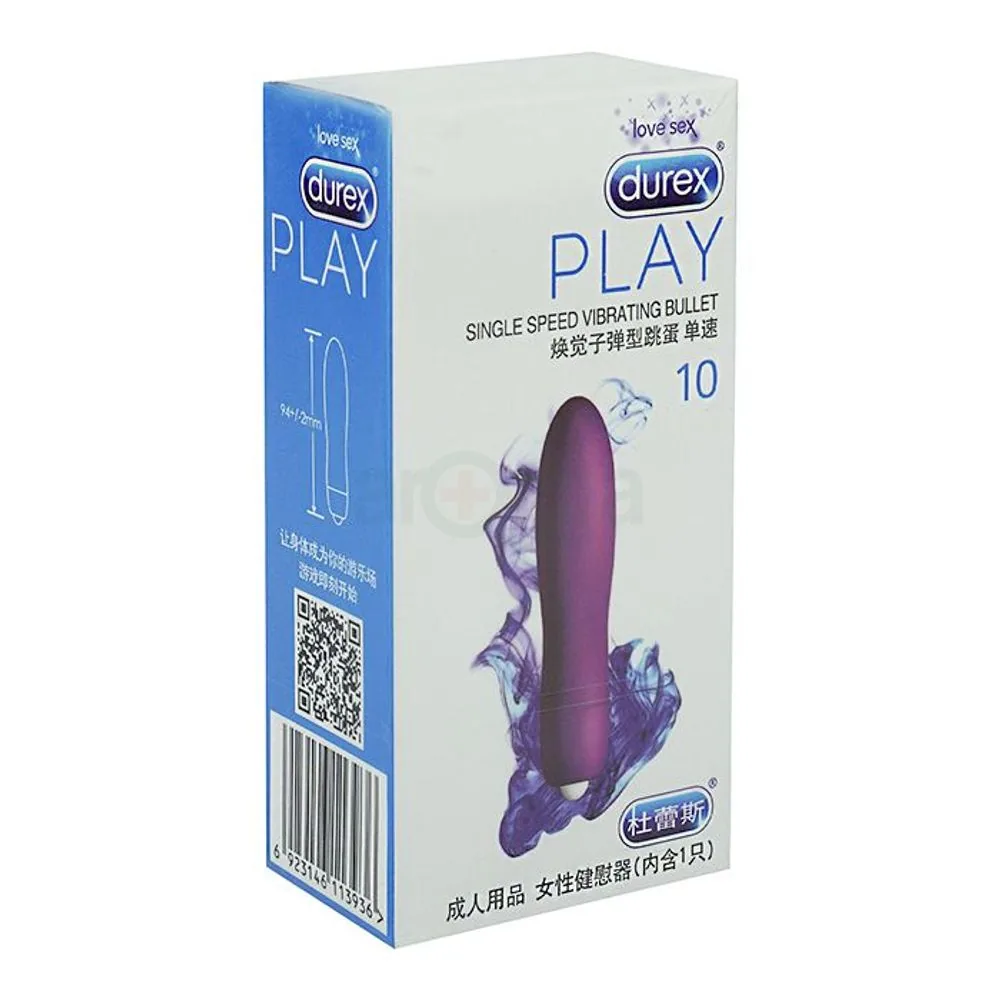 love sex
durex®
PLAY
94+/-2mm
让身体成为你的游乐场
游戏即刻开始
6 923146 113936 >
love sex
durex®
PLAY
SINGLE SPEED VIBRATING BULLET
焕觉子弹型跳蛋 单速
10
杜蕾斯®
成人用品 女性健慰器(内含1只)